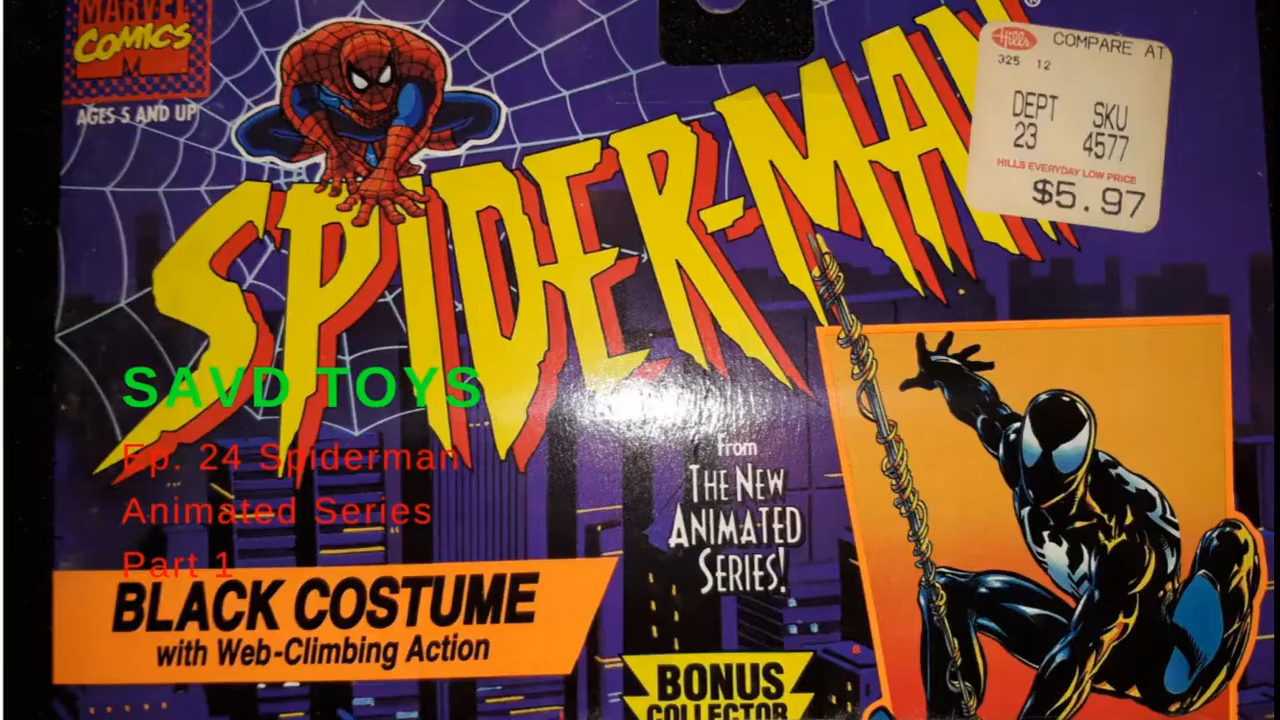 MARVEL
COMICS
M
AGES 5 AND UP
SPIDER-MAN
®
Hills COMPARE AT
325 12
DEPT SKU
23 4577
HILLS EVERYDAY LOW PRICE
$5.97
SAVD TOYS
Ep. 24 Spiderman
Animated Series
Part 1
From
THE NEW
ANIMATED
SERIES!
BLACK COSTUME
with Web-Climbing Action
BONUS
COLLECTOR